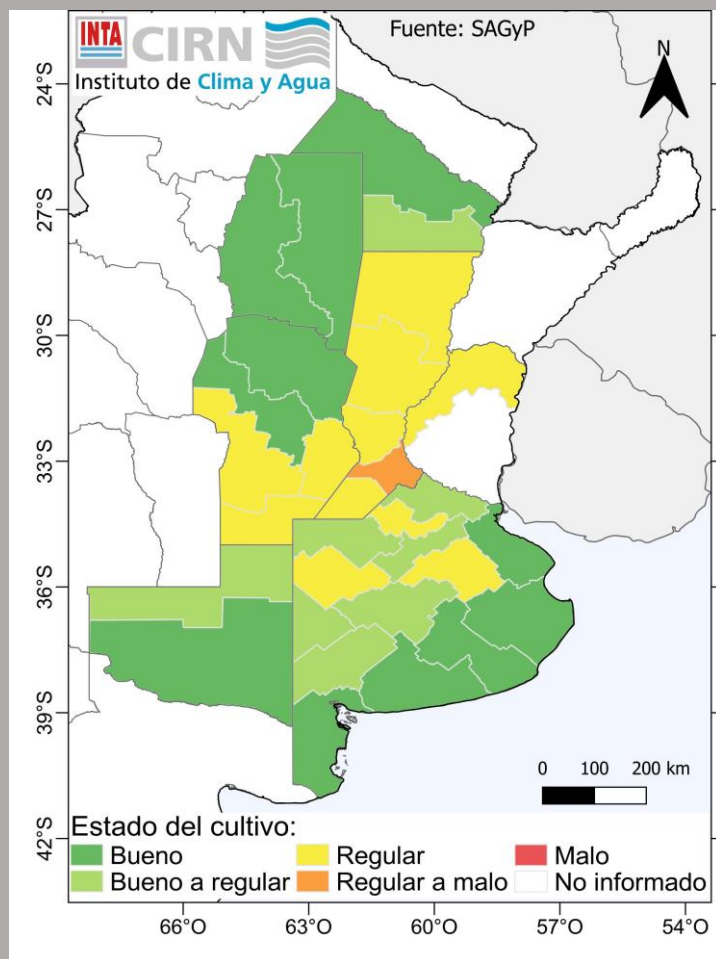 INTA
CIRN
Instituto de Clima y Agua
Fuente: SAGyP
N
24°S
27°S
30°S
33°S
36°S
39°S
42°S
0 100 200 km
Estado del cultivo:
Bueno
Regular
Malo
Bueno a regular
Regular a malo
No informado
66°O
63°O
60°O
57°O
54°O